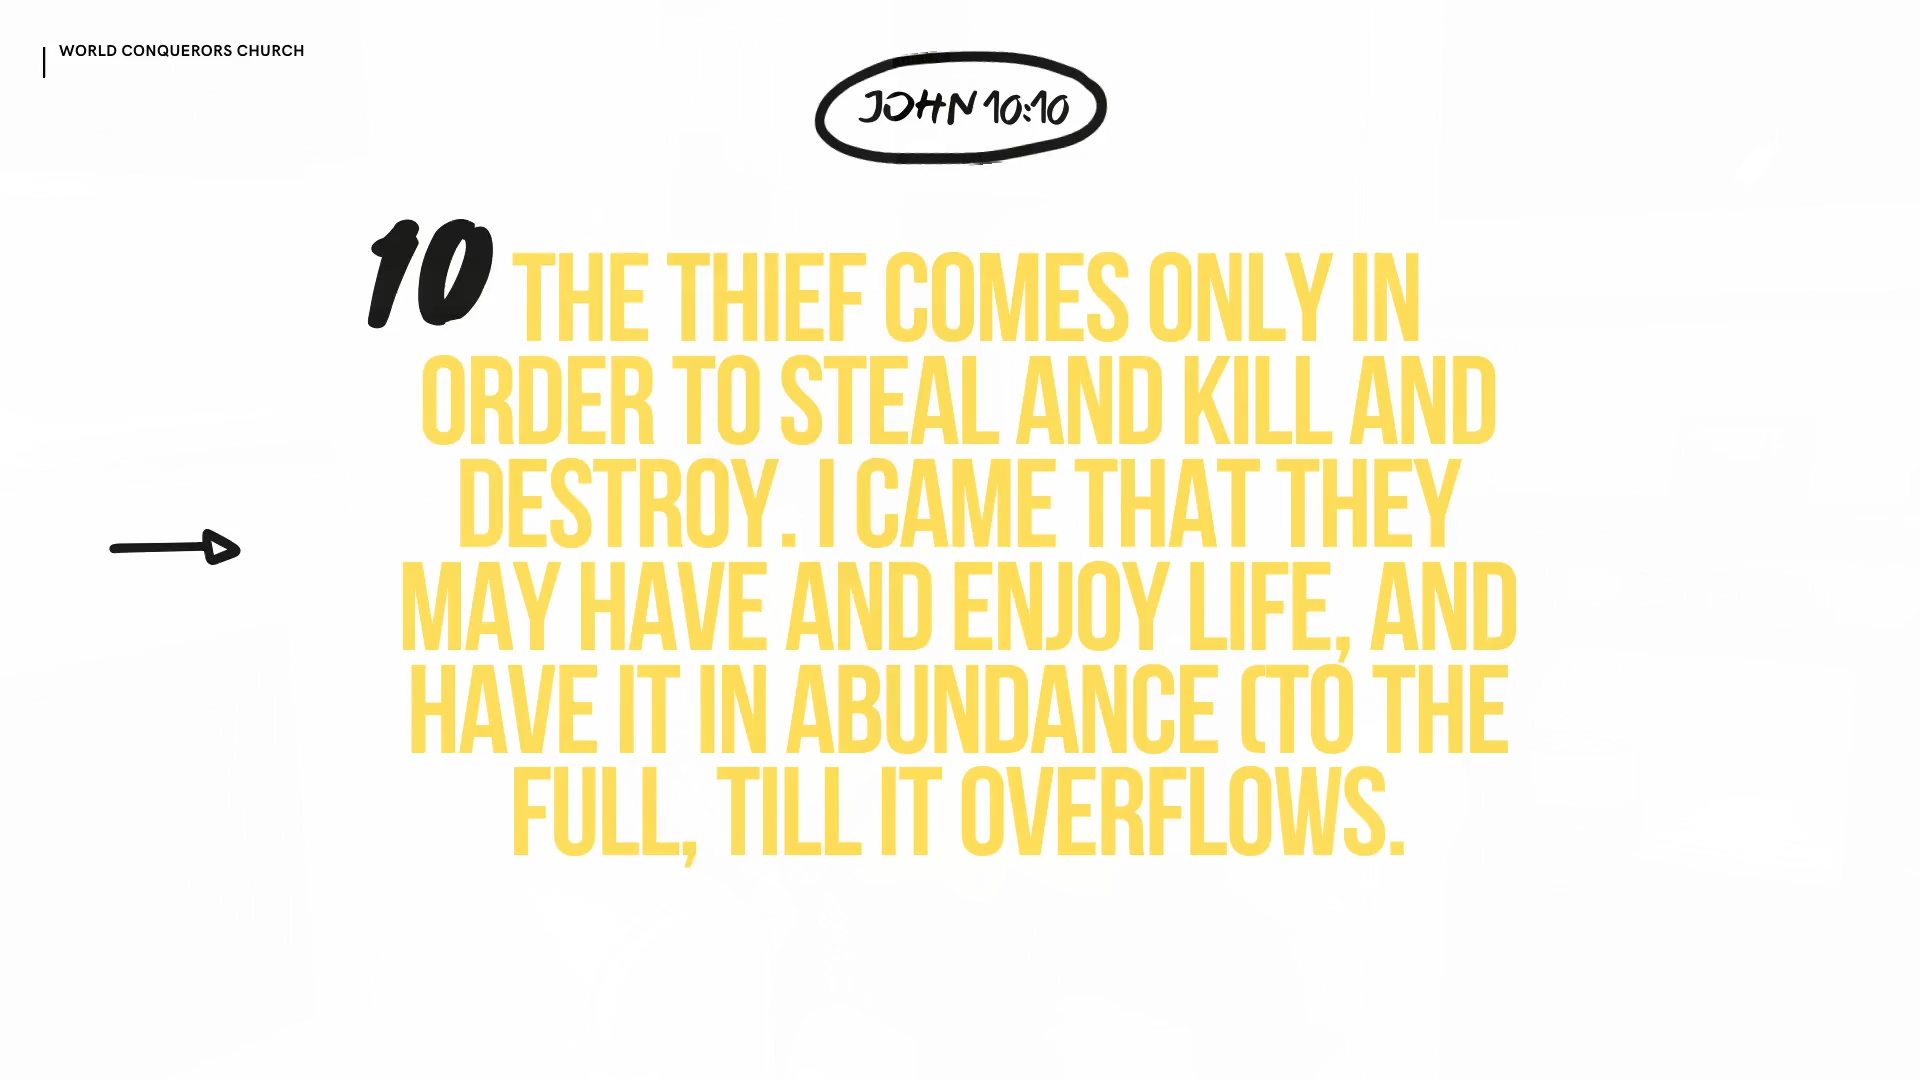 WORLD CONQUERORS CHURCH
JOHN 10:10
10 THE THIEF COMES ONLY IN
ORDER TO STEAL AND KILL AND
DESTROY. I CAME THAT THEY
MAY HAVE AND ENJOY LIFE, AND
HAVE IT IN ABUNDANCE (TO THE
FULL, TILL IT OVERFLOWS.